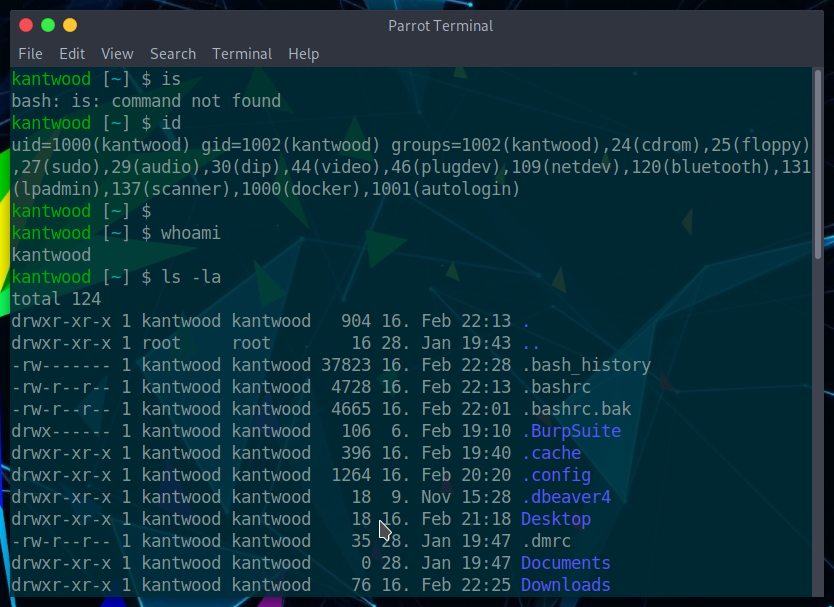 Parrot Terminal
File Edit View Search Terminal Help
kantwood [~] $ is
bash: is: command not found
kantwood [~] $ id
uid=1000(kantwood) gid=1002(kantwood) groups=1002(kantwood),24(cdrom),25(floppy)
,27(sudo),29(audio),30(dip),44(video),46(plugdev),109(netdev),120(bluetooth),131
(lpadmin),137(scanner),1000(docker),1001(autologin)
kantwood [~] $
kantwood [~] $ whoami
kantwood
kantwood [~] $ ls -la
total 124
drwxr-xr-x 1 kantwood kantwood   904 16. Feb 22:13 .
drwxr-xr-x 1 root     root        16 28. Jan 19:43 ..
-rw------- 1 kantwood kantwood 37823 16. Feb 22:28 .bash_history
-rw-r--r-- 1 kantwood kantwood  4728 16. Feb 22:13 .bashrc
-rw-r--r-- 1 kantwood kantwood  4665 16. Feb 22:01 .bashrc.bak
drwx------ 1 kantwood kantwood   106  6. Feb 19:10 .BurpSuite
drwxr-xr-x 1 kantwood kantwood   396 16. Feb 19:40 .cache
drwxr-xr-x 1 kantwood kantwood  1264 16. Feb 20:20 .config
drwxr-xr-x 1 kantwood kantwood    18  9. Nov 15:28 .dbeaver4
drwxr-xr-x 1 kantwood kantwood    18 16. Feb 21:18 Desktop
-rw-r--r-- 1 kantwood kantwood    35 28. Jan 19:47 .dmrc
drwxr-xr-x 1 kantwood kantwood     0 28. Jan 19:47 Documents
drwxr-xr-x 1 kantwood kantwood    76 16. Feb 22:25 Downloads